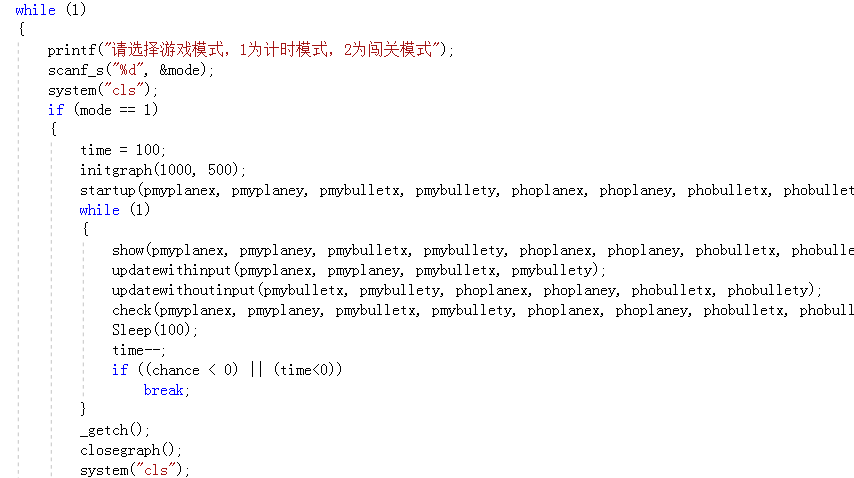 while (1)
{
printf("请选择游戏模式，1为计时模式，2为闯关模式");
scanf_s("%d", &mode);
system("cls");
if (mode == 1)
{
time = 100;
initgraph(1000, 500);
startup(pmyplanex, pmyplaney, pmybulletx, pmybullety, phoplanex, phoplaney, phobulletx, phobullet
while (1)
{
show(pmyplanex, pmyplaney, pmybulletx, pmybullety, phoplanex, phoplaney, phobulletx, phobulle
updatewithinput(pmyplanex, pmyplaney, pmybulletx, pmybullety);
updatewithoutinput(pmybulletx, pmybullety, phoplanex, phoplaney, phobulletx, phobullety);
check(pmyplanex, pmyplaney, pmybulletx, pmybullety, phoplanex, phoplaney, phobulletx, phobull
Sleep(100);
time--;
if ((chance < 0) || (time<0))
break;
}
_getch();
closegraph();
system("cls");